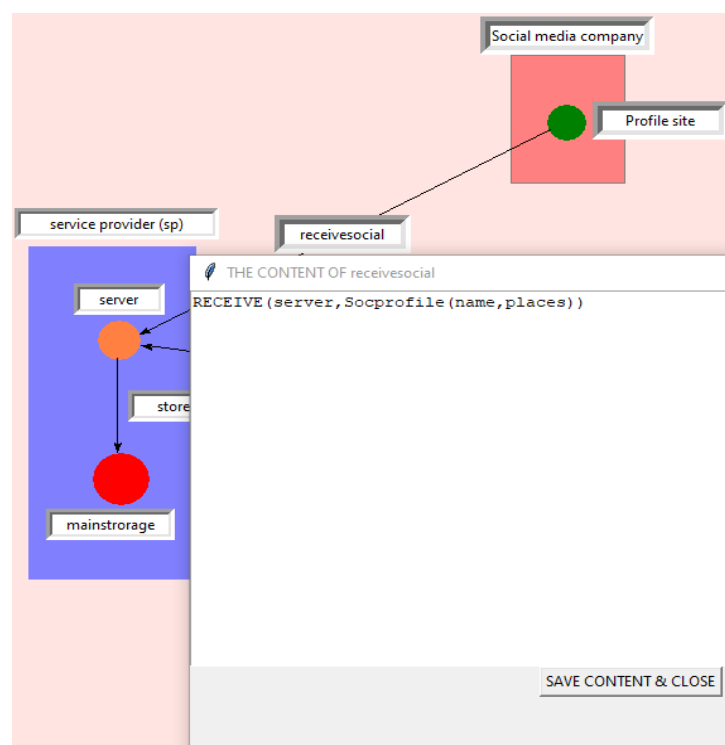 Social media company
Profile site
service provider (sp)
receivesocial
THE CONTENT OF receivesocial
server
RECEIVE(server,Socprofile(name,places))
store
mainstrorage
SAVE CONTENT & CLOSE